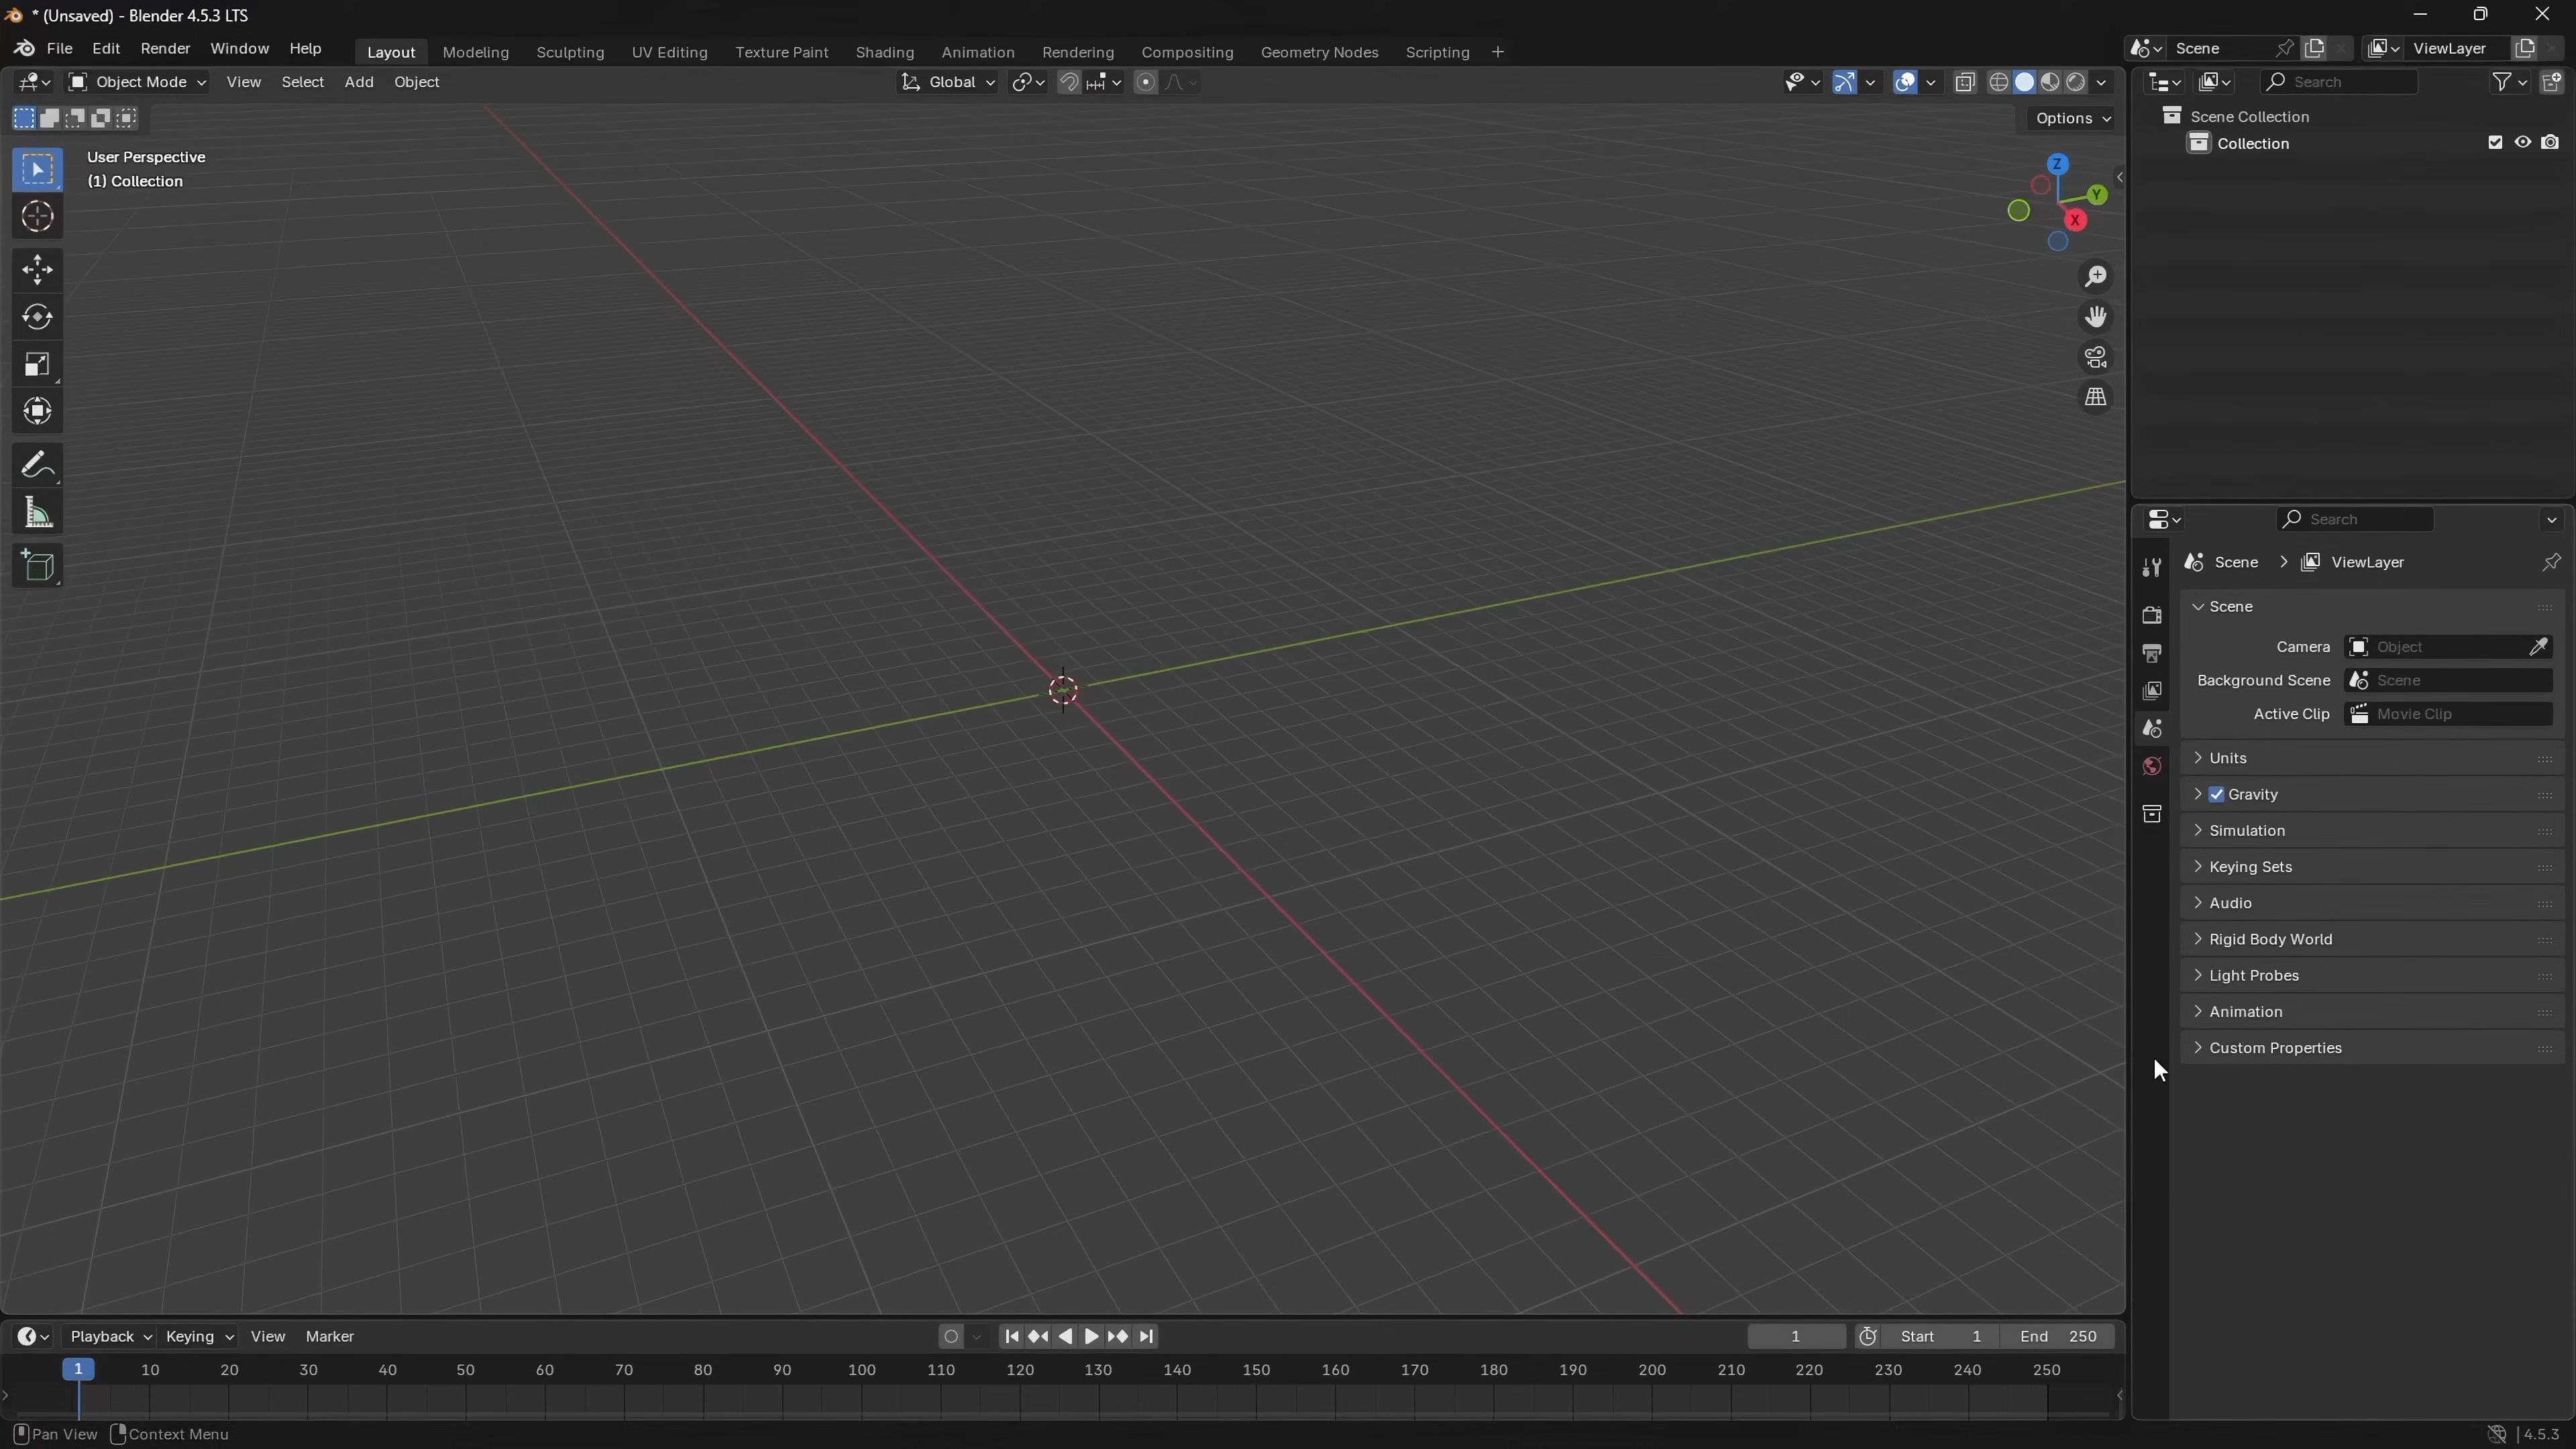 * (Unsaved) - Blender 4.5.3 LTS
File Edit Render Window Help Layout Modeling Sculpting UV Editing Texture Paint Shading Animation Rendering Compositing Geometry Nodes Scripting + Scene ViewLayer
Object Mode View Select Add Object Global Search
Options
Scene Collection
Collection
User Perspective
(1) Collection
Z
Y
X
Search
Scene > ViewLayer
Scene
Camera Object
Background Scene Scene
Active Clip Movie Clip
Units
Gravity
Simulation
Keying Sets
Audio
Rigid Body World
Light Probes
Animation
Custom Properties
Playback Keying View Marker 1 Start 1 End 250
1 10 20 30 40 50 60 70 80 90 100 110 120 130 140 150 160 170 180 190 200 210 220 230 240 250
Pan View Context Menu 4.5.3